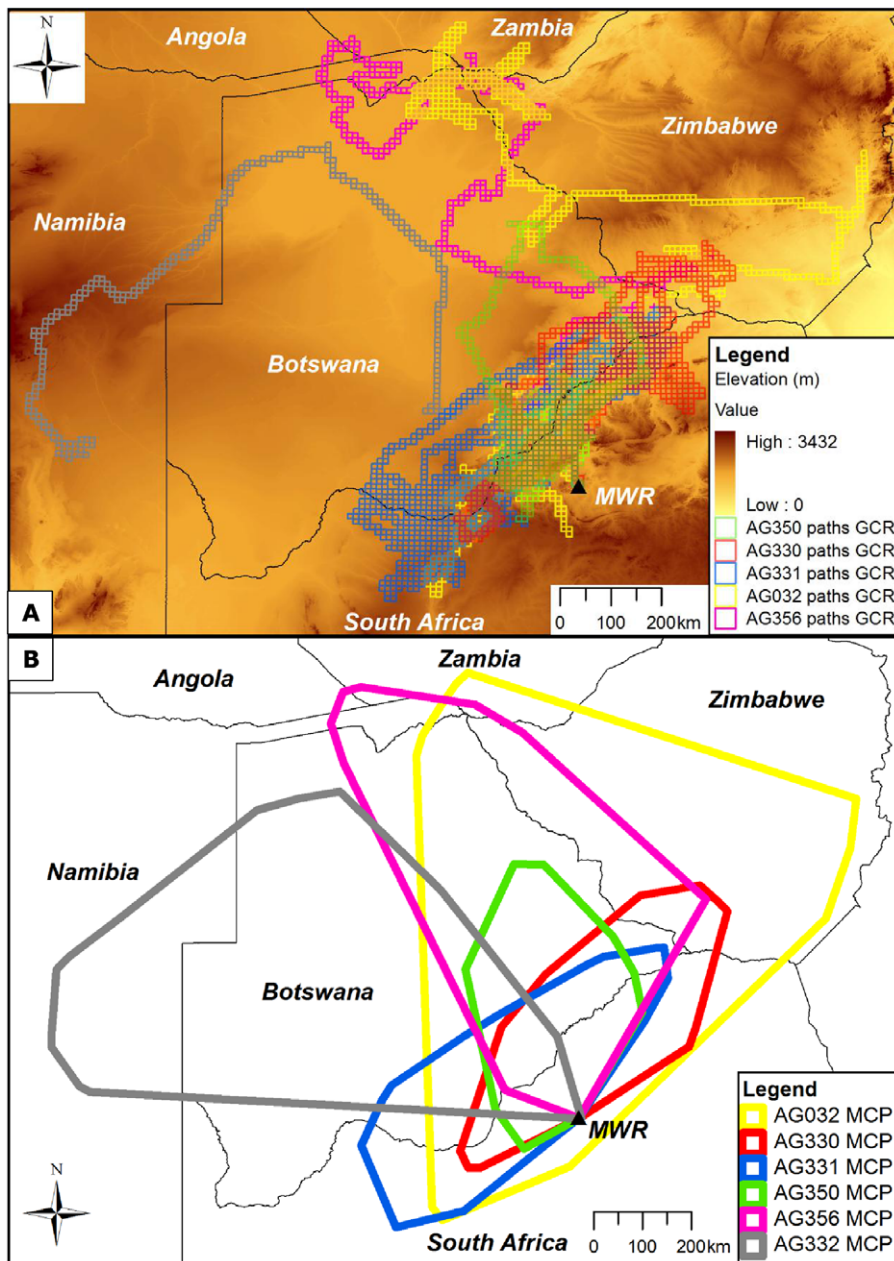 N
Angola
Zambia
Zimbabwe
Namibia
Botswana
MWR
South Africa
0 100 200km
Legend
Elevation (m)
Value
High : 3432
Low : 0
AG350 paths GCR
AG330 paths GCR
AG331 paths GCR
AG032 paths GCR
AG356 paths GCR
A
B
Angola
Zambia
Zimbabwe
Namibia
Botswana
MWR
N
South Africa
0 100 200km
Legend
AG032 MCP
AG330 MCP
AG331 MCP
AG350 MCP
AG356 MCP
AG332 MCP